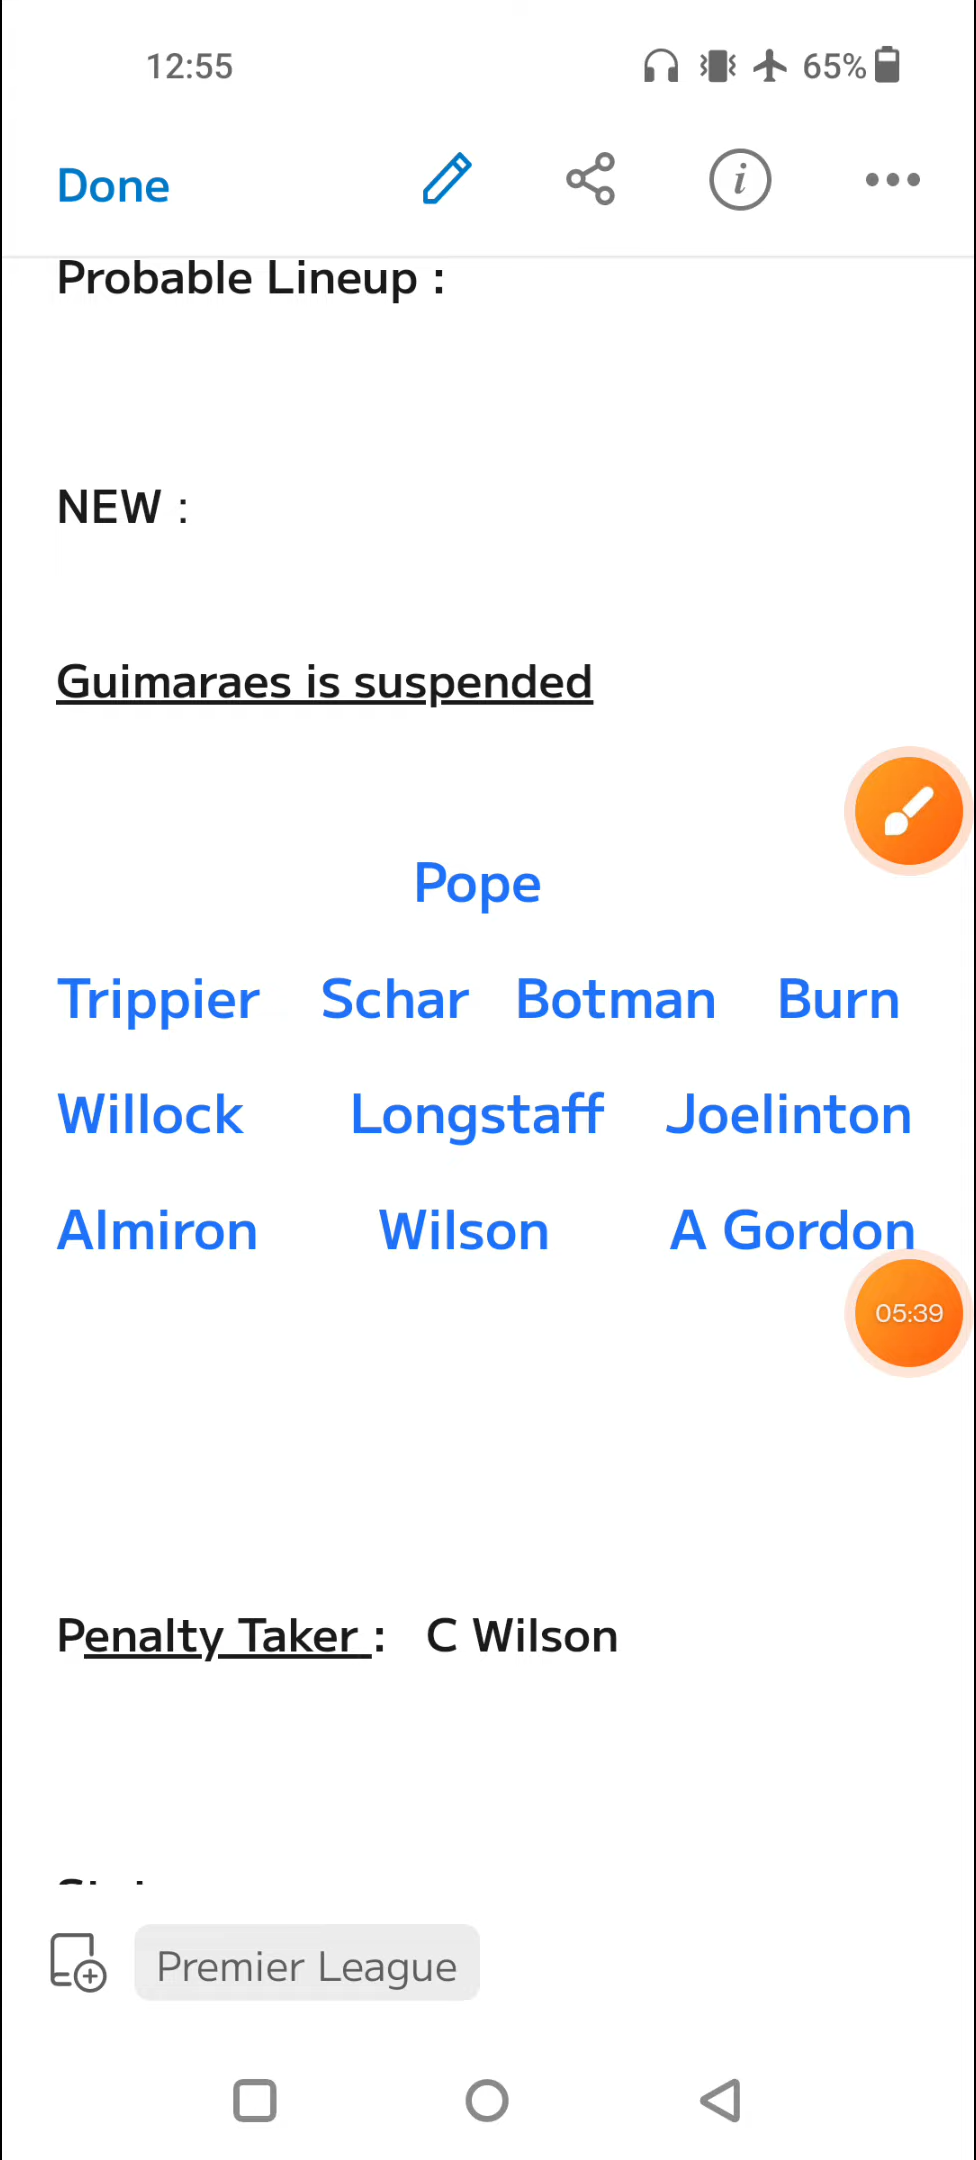 12:55 65%
Done
Probable Lineup :
NEW :
Guimaraes is suspended
Pope
Trippier Schar Botman Burn
Willock Longstaff Joelinton
Almiron Wilson A Gordon
05:39
Penalty Taker : C Wilson
Premier League